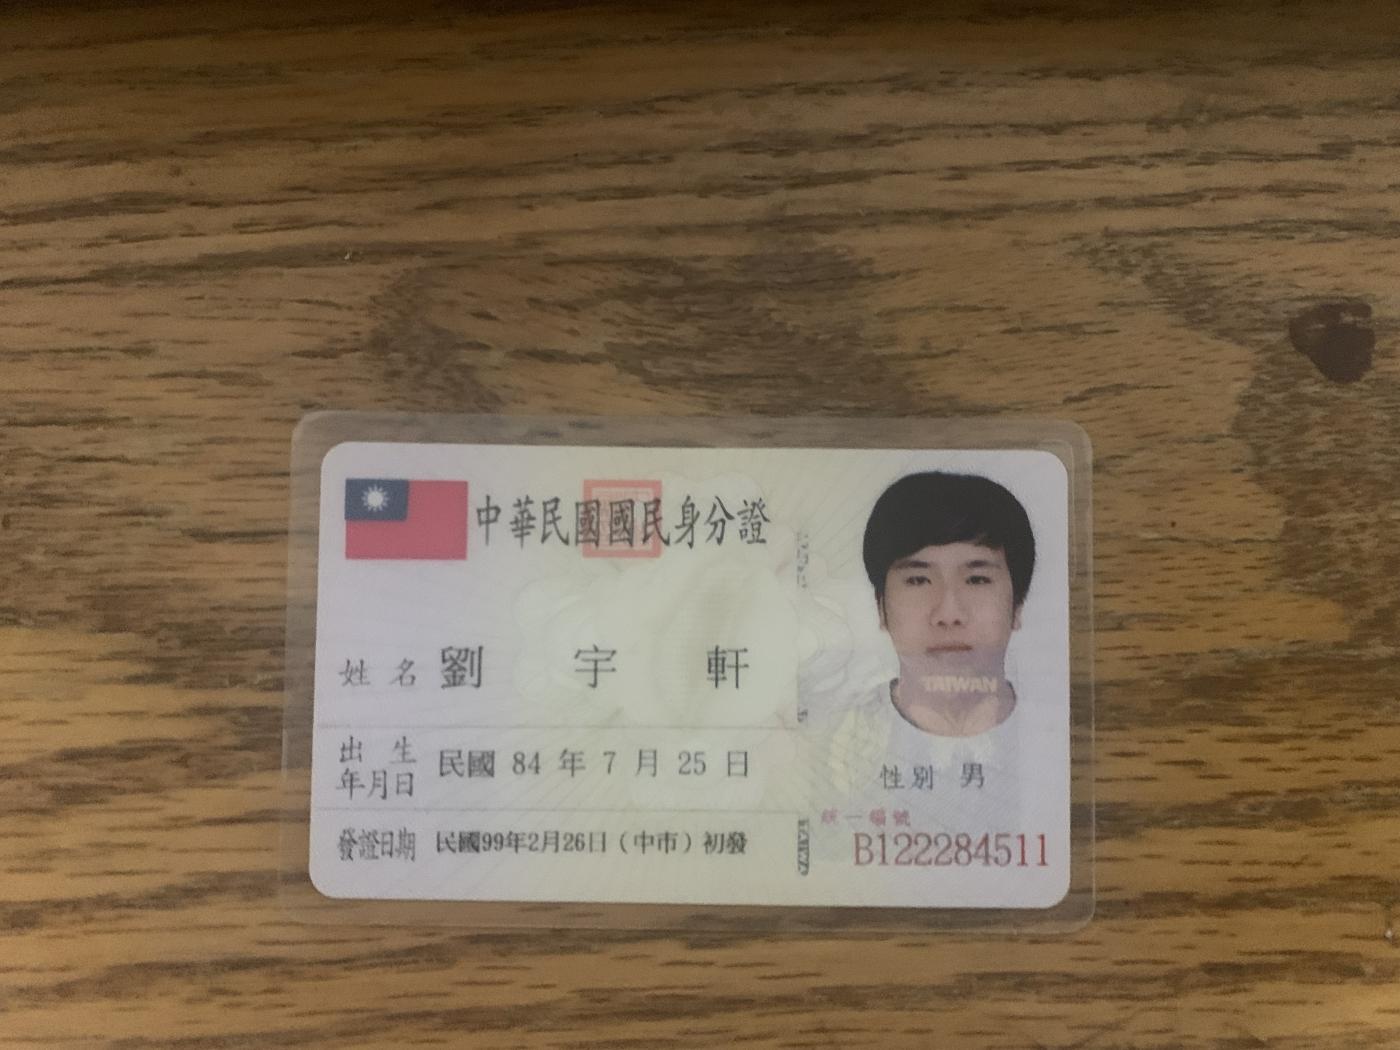 中華民國國民身分證
姓名 劉宇軒
出生年月日 民國 84 年 7 月 25 日
發證日期 民國99年2月26日（中市）初發
TAIWAN
性別 男
統一編號
B122284511